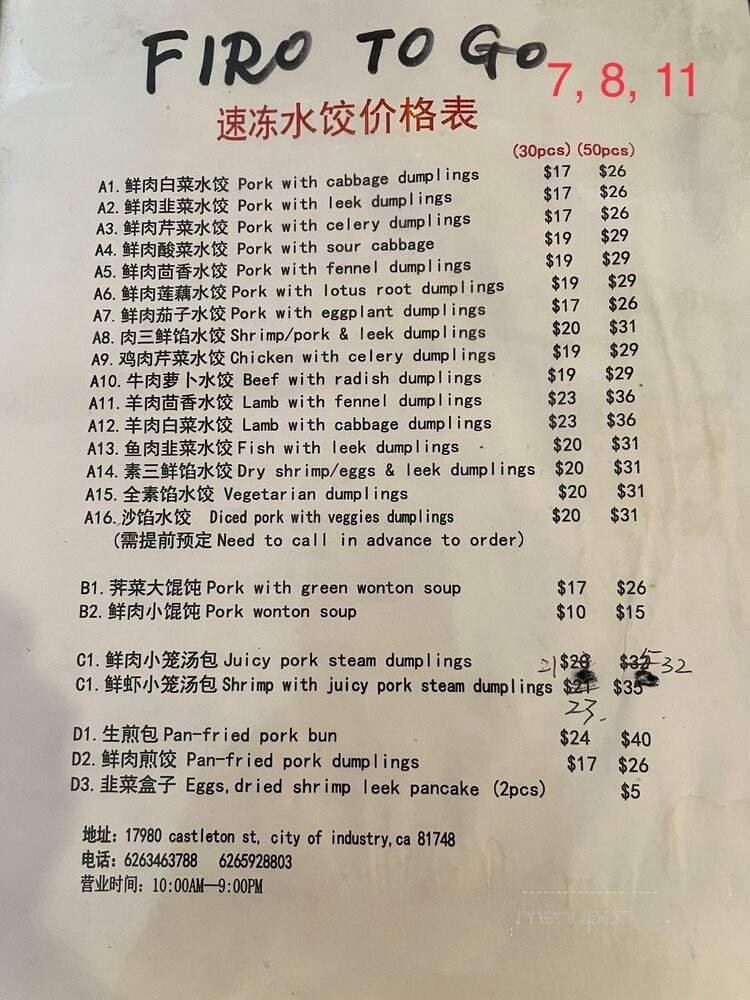 FIRO TO GO
7, 8, 11
速冻水饺价格表
(30pcs) (50pcs)
A1. 鲜肉白菜水饺 Pork with cabbage dumplings $17 $26
A2. 鲜肉韭菜水饺 Pork with leek dumplings $17 $26
A3. 鲜肉芹菜水饺 Pork with celery dumplings $17 $26
A4. 鲜肉酸菜水饺 Pork with sour cabbage $19 $29
A5. 鲜肉茴香水饺 Pork with fennel dumplings $19 $29
A6. 鲜肉莲藕水饺 Pork with lotus root dumplings $19 $29
A7. 鲜肉茄子水饺 Pork with eggplant dumplings $17 $26
A8. 肉三鲜馅水饺 Shrimp/pork & leek dumplings $20 $31
A9. 鸡肉芹菜水饺 Chicken with celery dumplings $19 $29
A10. 牛肉萝卜水饺 Beef with radish dumplings $19 $29
A11. 羊肉茴香水饺 Lamb with fennel dumplings $23 $36
A12. 羊肉白菜水饺 Lamb with cabbage dumplings $23 $36
A13. 鱼肉韭菜水饺 Fish with leek dumplings $20 $31
A14. 素三鲜馅水饺 Dry shrimp/eggs & leek dumplings $20 $31
A15. 全素馅水饺 Vegetarian dumplings $20 $31
A16. 沙馅水饺 Diced pork with veggies dumplings $20 $31
(需提前预定 Need to call in advance to order)
B1. 荠菜大馄饨 Pork with green wonton soup $17 $26
B2. 鲜肉小馄饨 Pork wonton soup $10 $15
C1. 鲜肉小笼汤包 Juicy pork steam dumplings 21 $20 $32 32
C1. 鲜虾小笼汤包 Shrimp with juicy pork steam dumplings $21 $35
23.
D1. 生煎包 Pan-fried pork bun $24 $40
D2. 鲜肉煎饺 Pan-fried pork dumplings $17 $26
D3. 韭菜盒子 Eggs, dried shrimp leek pancake (2pcs) $5
地址: 17980 castleton st, city of industry, ca 81748
电话: 6263463788 6265928803
营业时间: 10:00AM—9:00PM